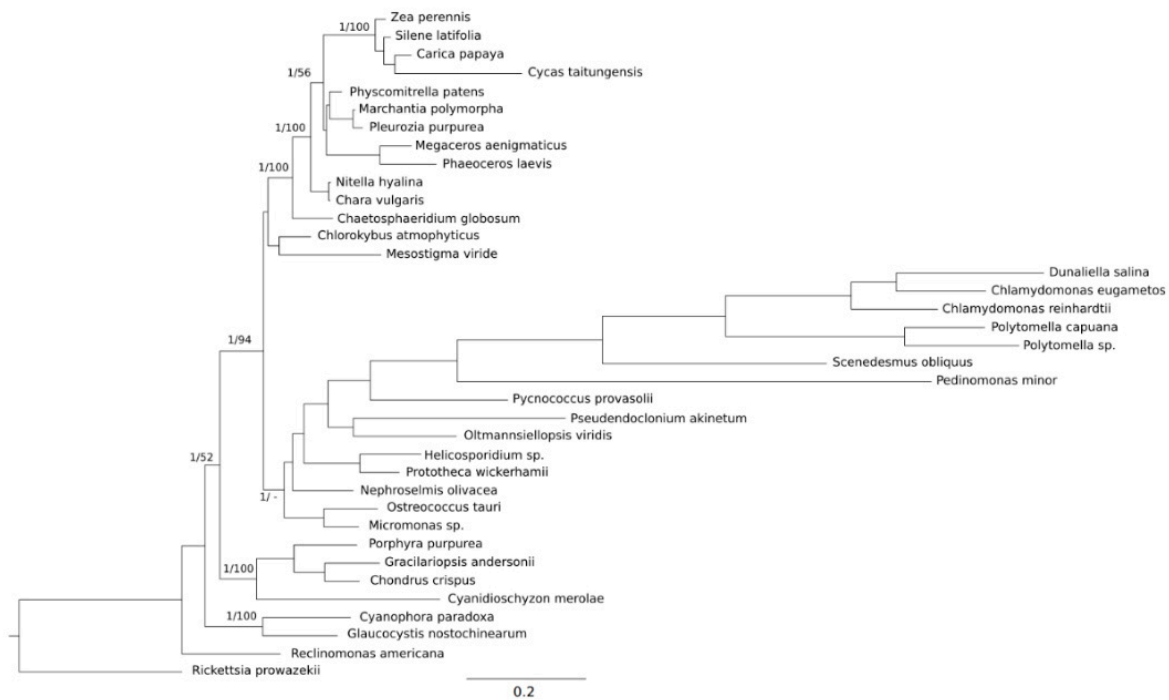 Zea perennis
1/100
Silene latifolia
Carica papaya
1/56
Cycas taitungensis
Physcomitrella patens
Marchantia polymorpha
1/100
Pleurozia purpurea
Megaceros aenigmaticus
1/100
Phaeoceros laevis
Nitella hyalina
Chara vulgaris
Chaetosphaeridium globosum
Chlorokybus atmophyticus
Mesostigma viride
Dunaliella salina
Chlamydomonas eugametos
Chlamydomonas reinhardtii
Polytomella capuana
1/94
Polytomella sp.
Scenedesmus obliquus
Pedinomonas minor
Pycnococcus provasolii
Pseudendoclonium akinetum
Oltmannsiellopsis viridis
1/52
Helicosporidium sp.
Prototheca wickerhamii
Nephroselmis olivacea
1/ -
Ostreococcus tauri
Micromonas sp.
Porphyra purpurea
Gracilariopsis andersonii
1/100
Chondrus crispus
Cyanidioschyzon merolae
1/100
Cyanophora paradoxa
Glaucocystis nostochinearum
Reclinomonas americana
Rickettsia prowazekii
0.2